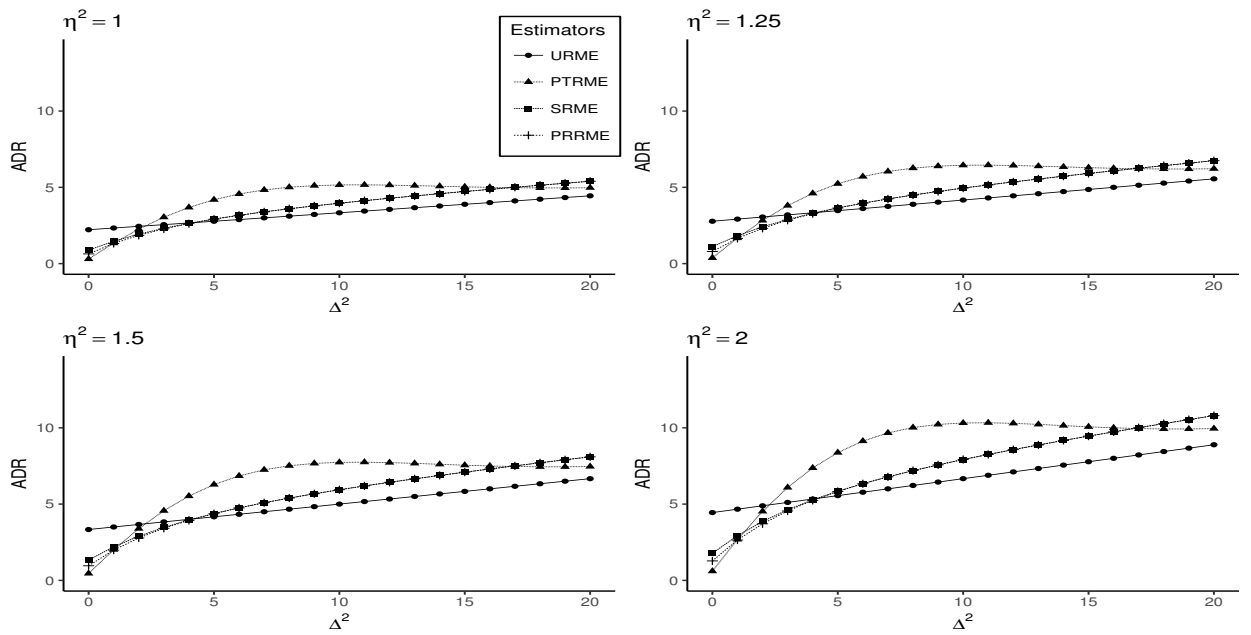 η² = 1
ADR
10
5
0
0 5 10 15 20
Δ²
Estimators
URME
PTRME
SRME
PRRME
η² = 1.25
ADR
10
5
0
0 5 10 15 20
Δ²
η² = 1.5
ADR
10
5
0
0 5 10 15 20
Δ²
η² = 2
ADR
10
5
0
0 5 10 15 20
Δ²